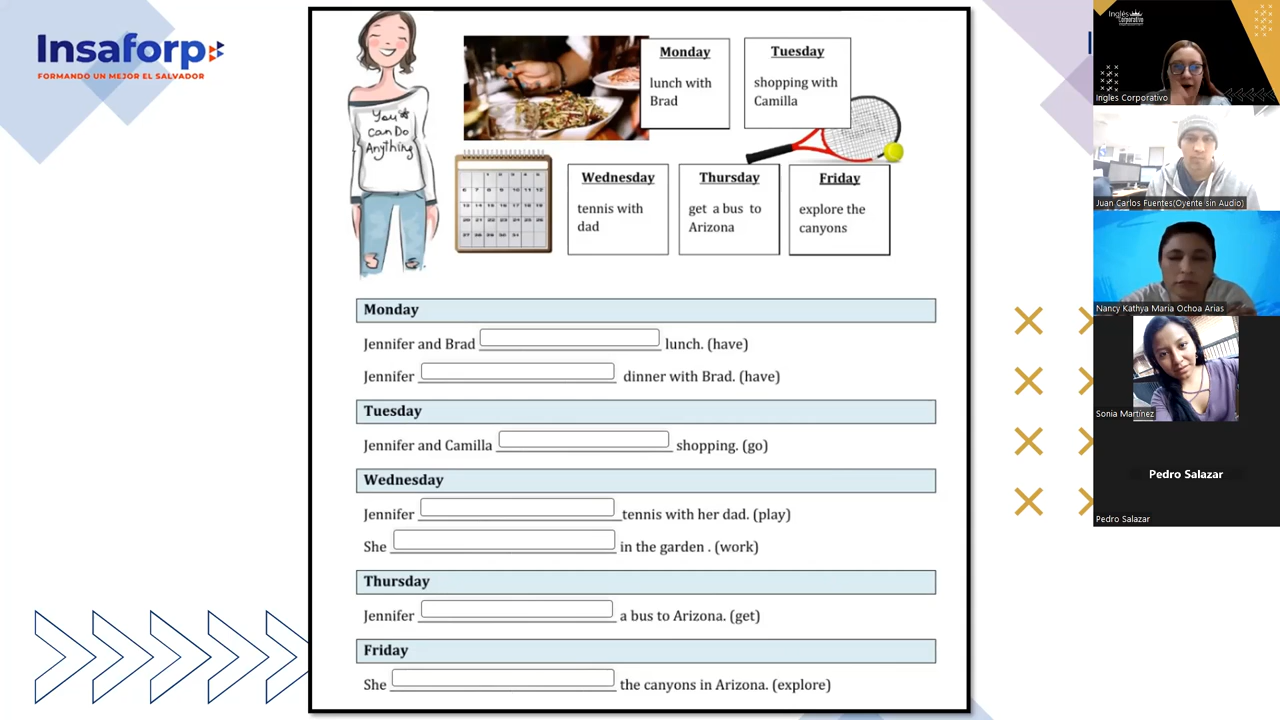 Insaforp
FORMANDO UN MEJOR EL SALVADOR
You
can Do
Anything
Monday
lunch with
Brad
Tuesday
shopping with
Camilla
Wednesday
tennis with
dad
Thursday
get a bus to
Arizona
Friday
explore the
canyons
Monday
Jennifer and Brad lunch. (have)
Jennifer dinner with Brad. (have)
Tuesday
Jennifer and Camilla shopping. (go)
Wednesday
Jennifer tennis with her dad. (play)
She in the garden . (work)
Thursday
Jennifer a bus to Arizona. (get)
Friday
She the canyons in Arizona. (explore)
Inglés
Corporativo
Ingles Corporativo
Juan Carlos Fuentes(Oyente sin Audio)
Nancy Kathya Maria Ochoa Arias
Sonia Martínez
Pedro Salazar
Pedro Salazar